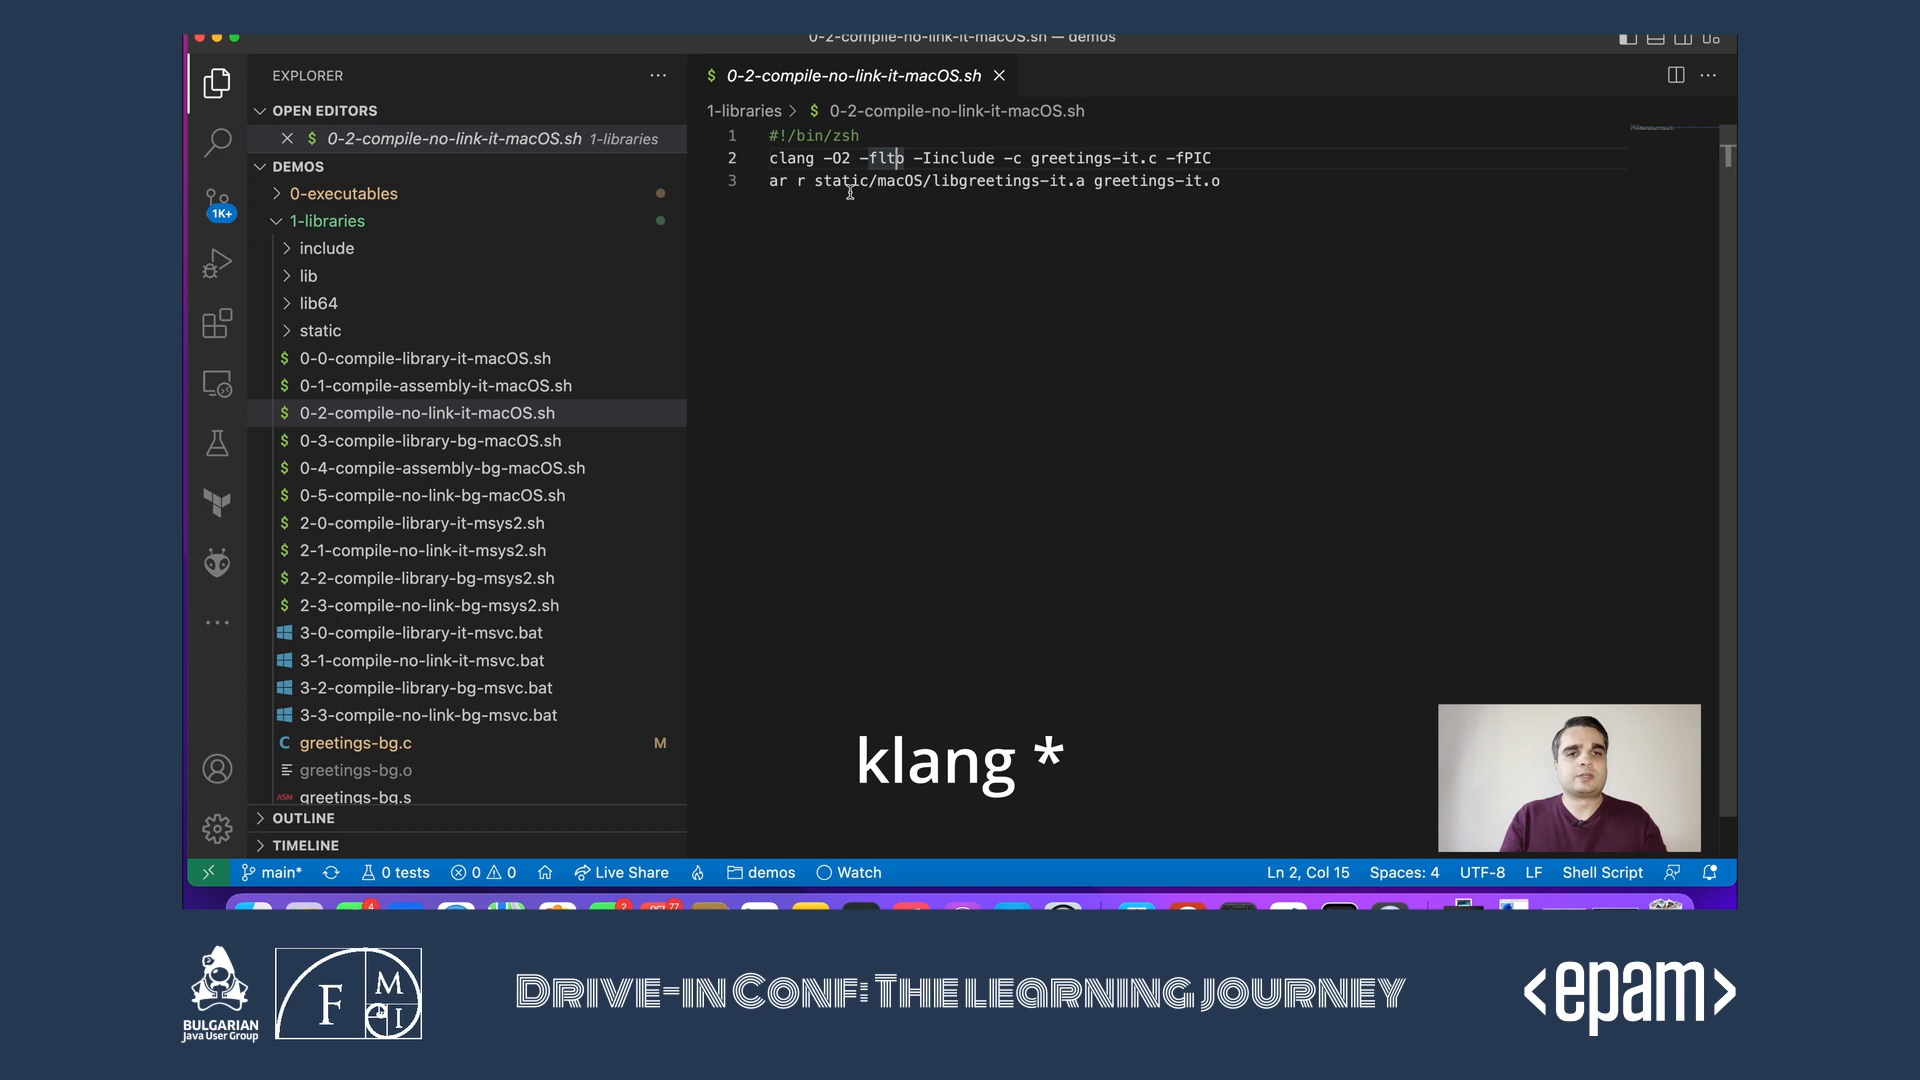 0-2-compile-no-link-it-macOS.sh — demos
EXPLORER
OPEN EDITORS
$ 0-2-compile-no-link-it-macOS.sh 1-libraries
DEMOS
0-executables
1-libraries
include
lib
lib64
static
$ 0-0-compile-library-it-macOS.sh
$ 0-1-compile-assembly-it-macOS.sh
$ 0-2-compile-no-link-it-macOS.sh
$ 0-3-compile-library-bg-macOS.sh
$ 0-4-compile-assembly-bg-macOS.sh
$ 0-5-compile-no-link-bg-macOS.sh
$ 2-0-compile-library-it-msys2.sh
$ 2-1-compile-no-link-it-msys2.sh
$ 2-2-compile-library-bg-msys2.sh
$ 2-3-compile-no-link-bg-msys2.sh
3-0-compile-library-it-msvc.bat
3-1-compile-no-link-it-msvc.bat
3-2-compile-library-bg-msvc.bat
3-3-compile-no-link-bg-msvc.bat
C greetings-bg.c M
greetings-bg.o
ASM greetings-bg.s
OUTLINE
TIMELINE
1K+
$ 0-2-compile-no-link-it-macOS.sh
1-libraries > $ 0-2-compile-no-link-it-macOS.sh
1 #!/bin/zsh
2 clang -O2 -flto -Iinclude -c greetings-it.c -fPIC
3 ar r static/macOS/libgreetings-it.a greetings-it.o
klang *
main* 0 tests 0 0 Live Share demos Watch Ln 2, Col 15 Spaces: 4 UTF-8 LF Shell Script
4 2 77
BULGARIAN
Java User Group
F M I
DRIVE-IN CONF: THE LEARNING JOURNEY
<epam>